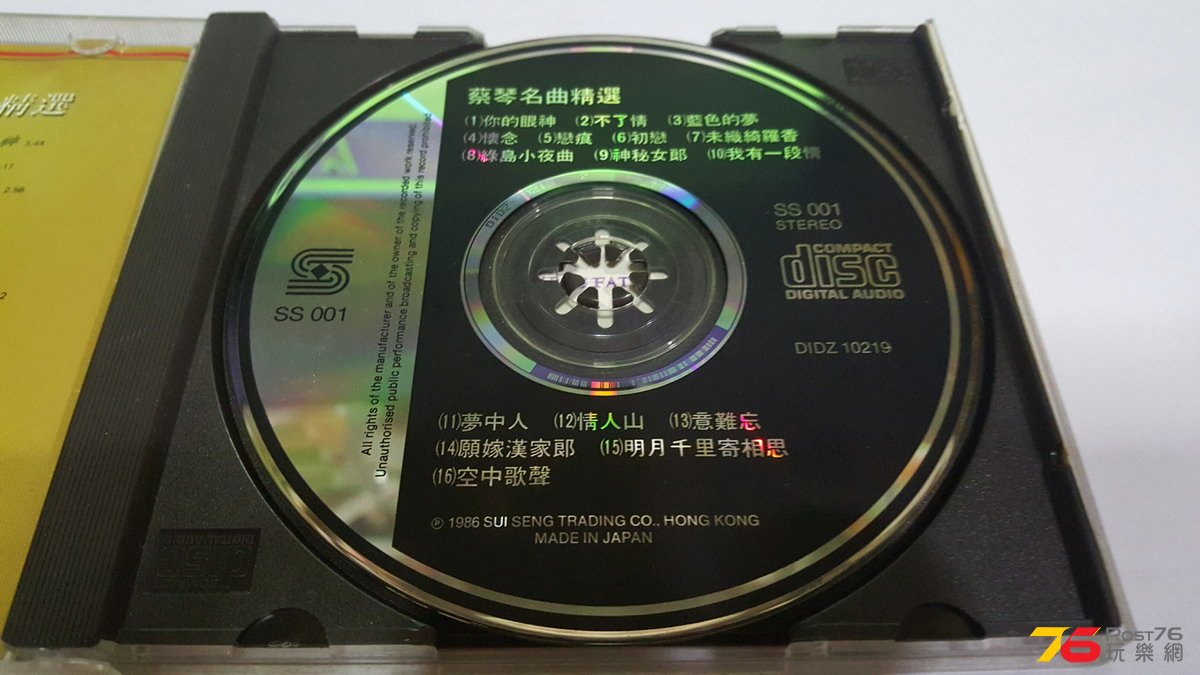 精選
3:44
:17
2:56
2
蔡琴名曲精選
(1)你的眼神 (2)不了情 (3)藍色的夢
(4)懷念 (5)戀痕 (6)初戀 (7)未織綺羅香
(8)綠島小夜曲 (9)神秘女郎 (10)我有一段情
SS 001
STEREO
COMPACT
disc
DIGITAL AUDIO
DIDZ 10219
SS 001
All rights of the manufacturer and of the owner of the recorded work reserved.
Unauthorised public performance broadcasting and copying of this record prohibited.
(11)夢中人 (12)情人山 (13)意難忘
(14)願嫁漢家郎 (15)明月千里寄相思
(16)空中歌聲
℗ 1986 SUI SENG TRADING CO., HONG KONG
MADE IN JAPAN
76 POST76
玩樂網